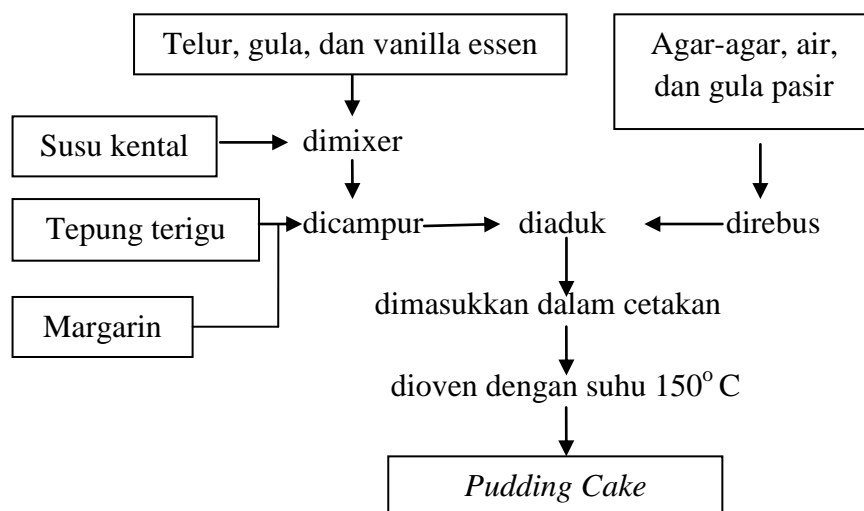 Telur, gula, dan vanilla essen
Agar-agar, air,
dan gula pasir
Susu kental
dimixer
Tepung terigu
dicampur
diaduk
direbus
Margarin
dimasukkan dalam cetakan
dioven dengan suhu 150° C
Pudding Cake